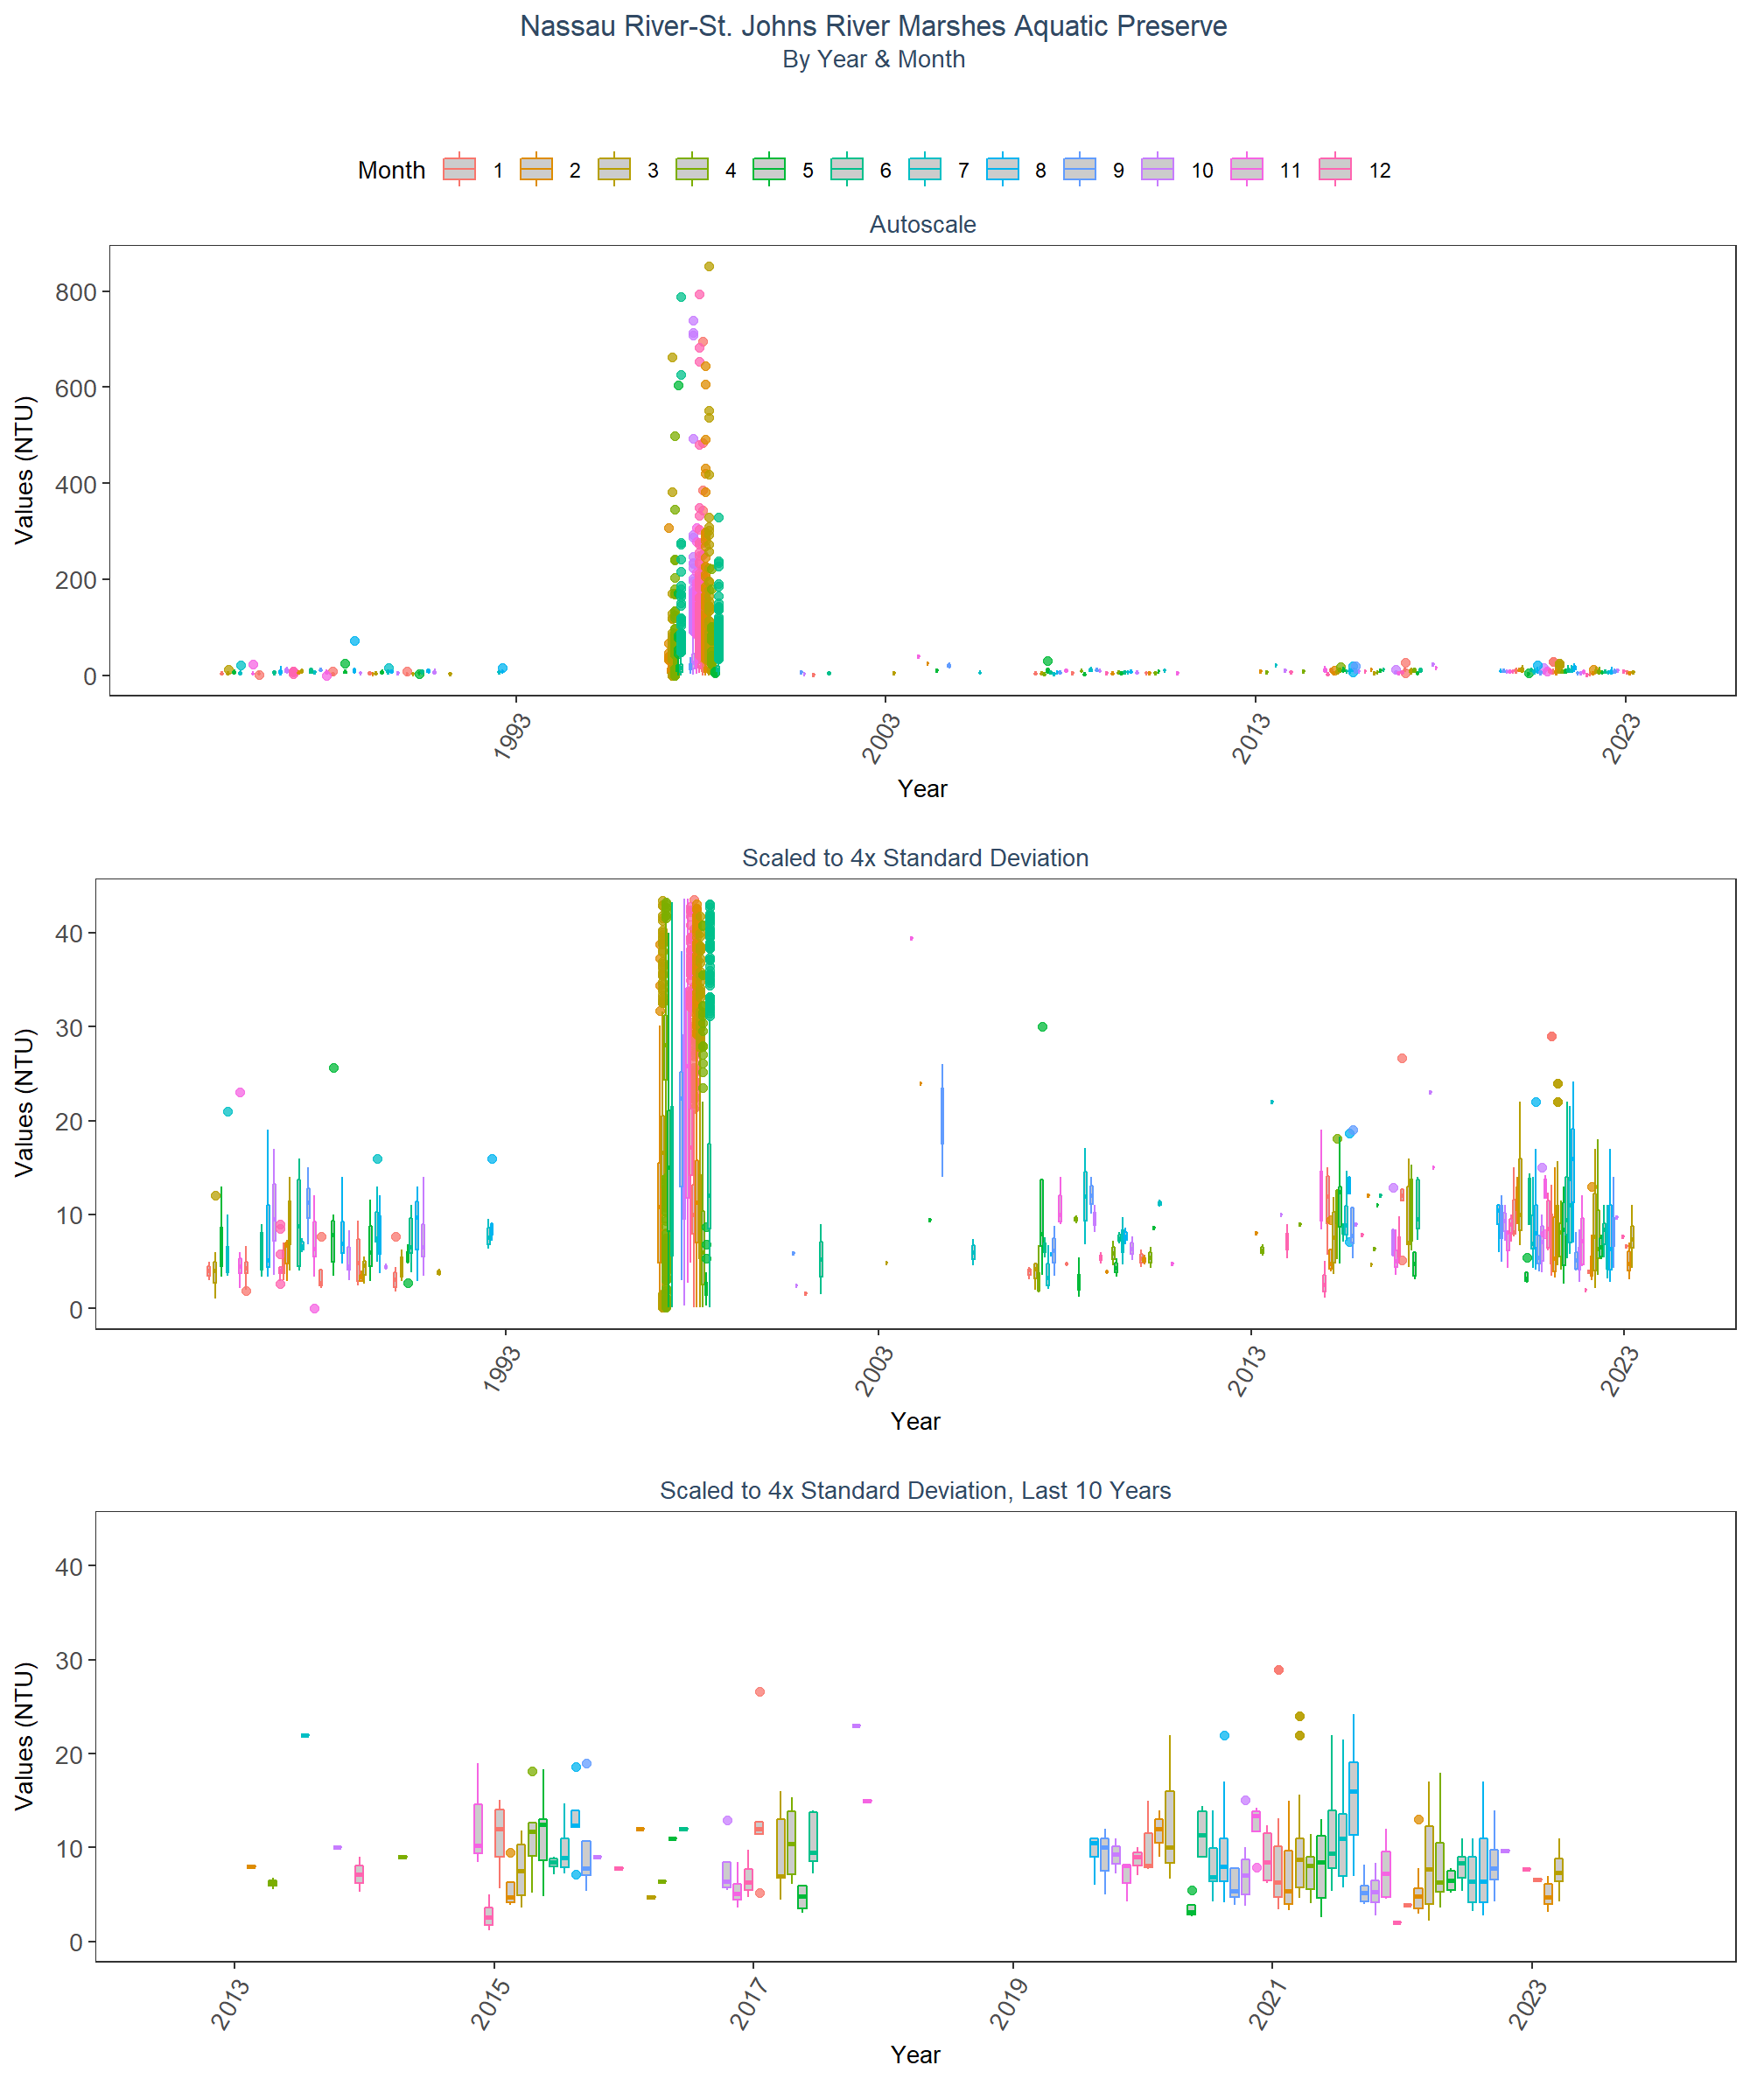 Nassau River-St. Johns River Marshes Aquatic Preserve
By Year & Month
Month 1 2 3 4 5 6 7 8 9 10 11 12
Autoscale
Values (NTU)
800
600
400
200
0
1993 2003 2013 2023
Year
Scaled to 4x Standard Deviation
Values (NTU)
40
30
20
10
0
1993 2003 2013 2023
Year
Scaled to 4x Standard Deviation, Last 10 Years
Values (NTU)
40
30
20
10
0
2013 2015 2017 2019 2021 2023
Year